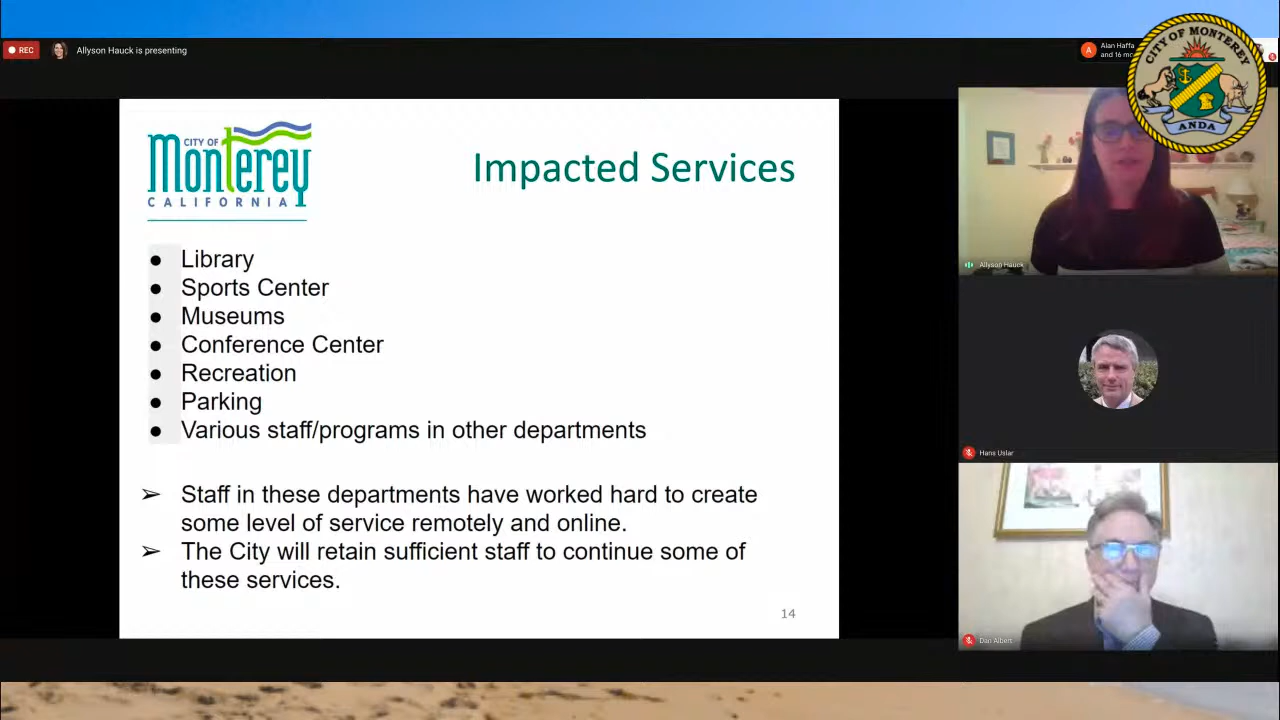 REC
Allyson Hauck is presenting
Alan Haffa
and 16 mo
CITY OF MONTEREY
ANDA
CITY OF
Monterey
CALIFORNIA
Impacted Services
● Library
● Sports Center
● Museums
● Conference Center
● Recreation
● Parking
● Various staff/programs in other departments
➢ Staff in these departments have worked hard to create
some level of service remotely and online.
➢ The City will retain sufficient staff to continue some of
these services.
14
Allyson Hauck
Hans Uslar
Dan Albert